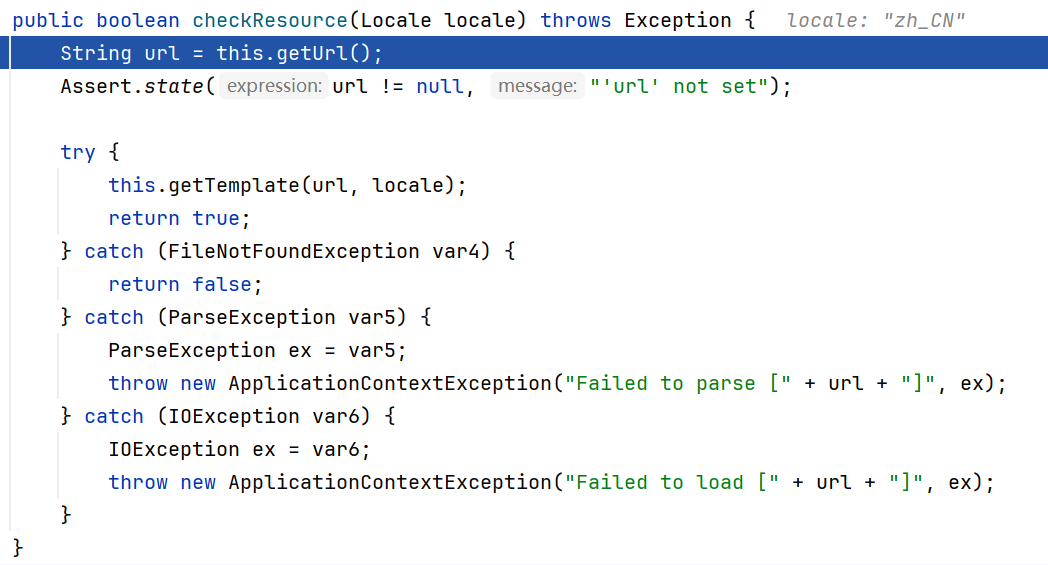 public boolean checkResource(Locale locale) throws Exception {   locale: "zh_CN"
    String url = this.getUrl();
    Assert.state( expression: url != null,  message: "'url' not set");
    try {
        this.getTemplate(url, locale);
        return true;
    } catch (FileNotFoundException var4) {
        return false;
    } catch (ParseException var5) {
        ParseException ex = var5;
        throw new ApplicationContextException("Failed to parse [" + url + "]", ex);
    } catch (IOException var6) {
        IOException ex = var6;
        throw new ApplicationContextException("Failed to load [" + url + "]", ex);
    }
}